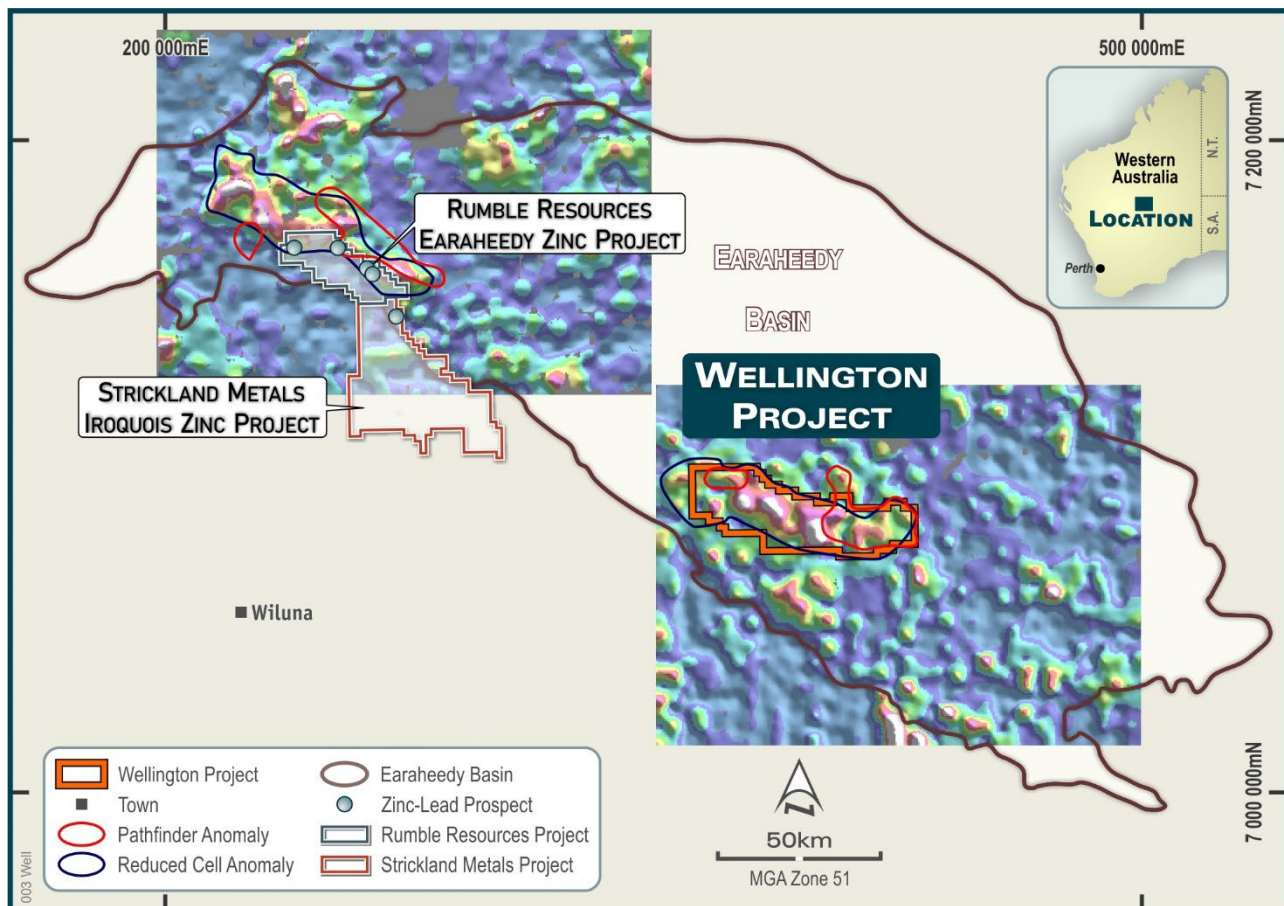 200 000mE
500 000mE
7 200 000mN
7 000 000mN
Western
Australia
LOCATION
Perth
N.T.
S.A.
RUMBLE RESOURCES
EARAHEEDY ZINC PROJECT
EARAHEEDY
BASIN
STRICKLAND METALS
IROQUOIS ZINC PROJECT
WELLINGTON
PROJECT
Wiluna
Wellington Project
Town
Pathfinder Anomaly
Reduced Cell Anomaly
Earaheedy Basin
Zinc-Lead Prospect
Rumble Resources Project
Strickland Metals Project
N
50km
MGA Zone 51
003 Well